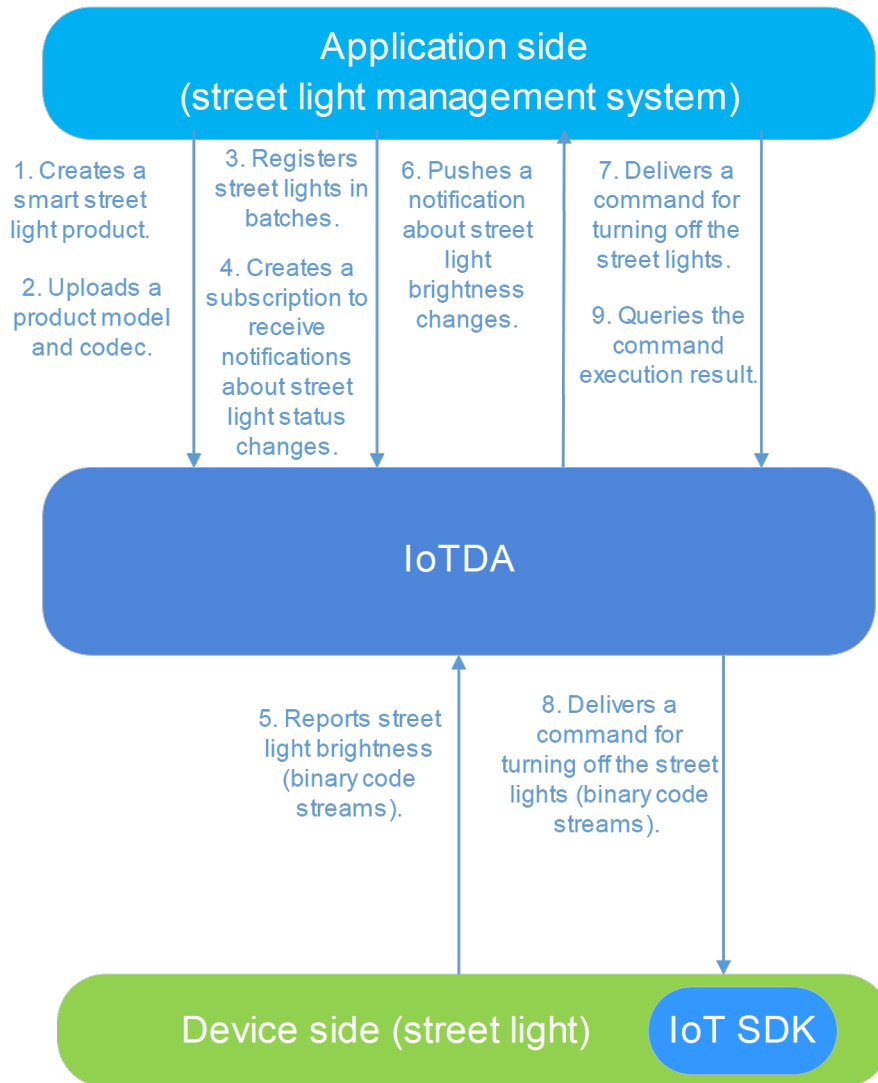 Application side
(street light management system)
1. Creates a
smart street
light product.
2. Uploads a
product model
and codec.
3. Registers
street lights in
batches.
4. Creates a
subscription to
receive
notifications
about street
light status
changes.
6. Pushes a
notification
about street
light
brightness
changes.
7. Delivers a
command for
turning off the
street lights.
9. Queries the
command
execution result.
IoTDA
5. Reports street
light brightness
(binary code
streams).
8. Delivers a
command for
turning off the street
lights (binary code
streams).
Device side (street light)
IoT SDK